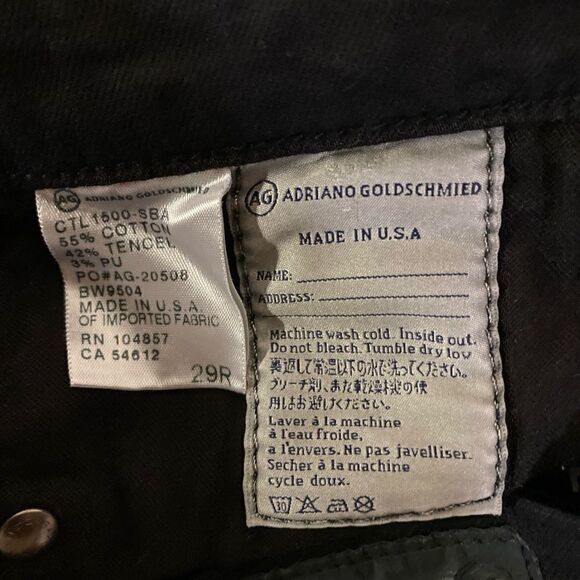 AG ADRIANO GOLDSCHMIED
CTL 1500-SBA
55% COTTON
42% TENCEL
3% PU
PO#AG-20508
BW9504
MADE IN U.S.A.
OF IMPORTED FABRIC
RN 104857
CA 54612
29R
AG ADRIANO GOLDSCHMIED
MADE IN U.S.A
NAME:
ADDRESS:
Machine wash cold. Inside out.
Do not bleach. Tumble dry low
裏返して常温以下の水で洗ってください。
ブリーチ剤、また乾燥機の使
用はお避けください。
Laver à la machine
à l'eau froide,
a l'envers. Ne pas javelliser.
Secher à la machine
cycle doux.
30